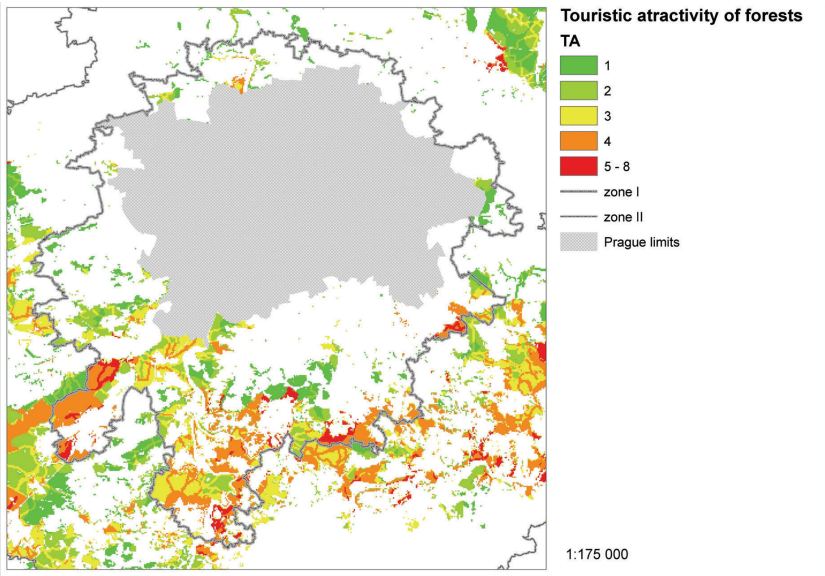 Touristic atractivity of forests
TA
1
2
3
4
5 - 8
zone I
zone II
Prague limits
1:175 000